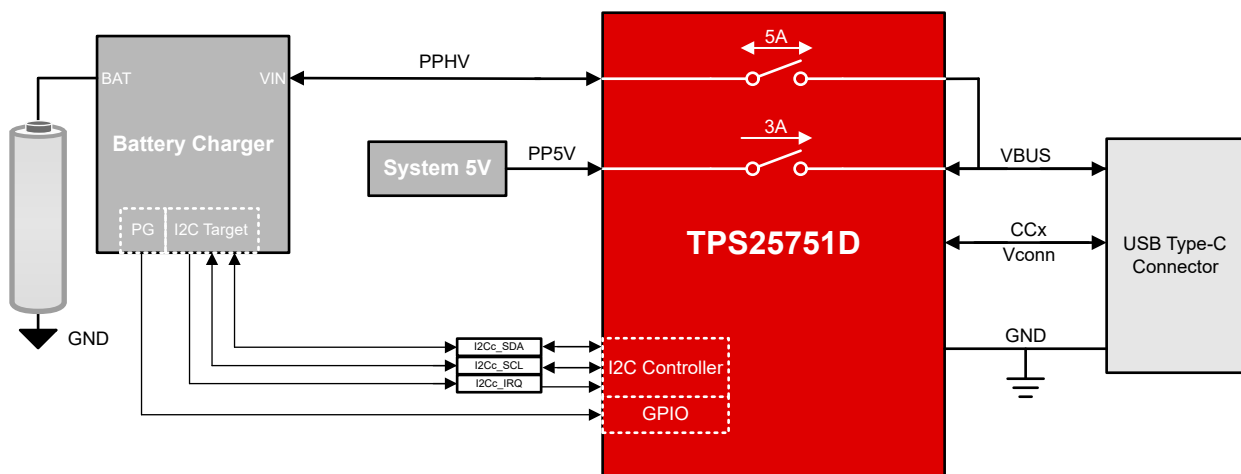 5A
PPHV
BAT
VIN
Battery Charger
3A
System 5V
PP5V
VBUS
PG
I2C Target
TPS25751D
CCx
Vconn
USB Type-C
Connector
GND
GND
I2Cc_SDA
I2Cc_SCL
I2Cc_IRQ
I2C Controller
GPIO